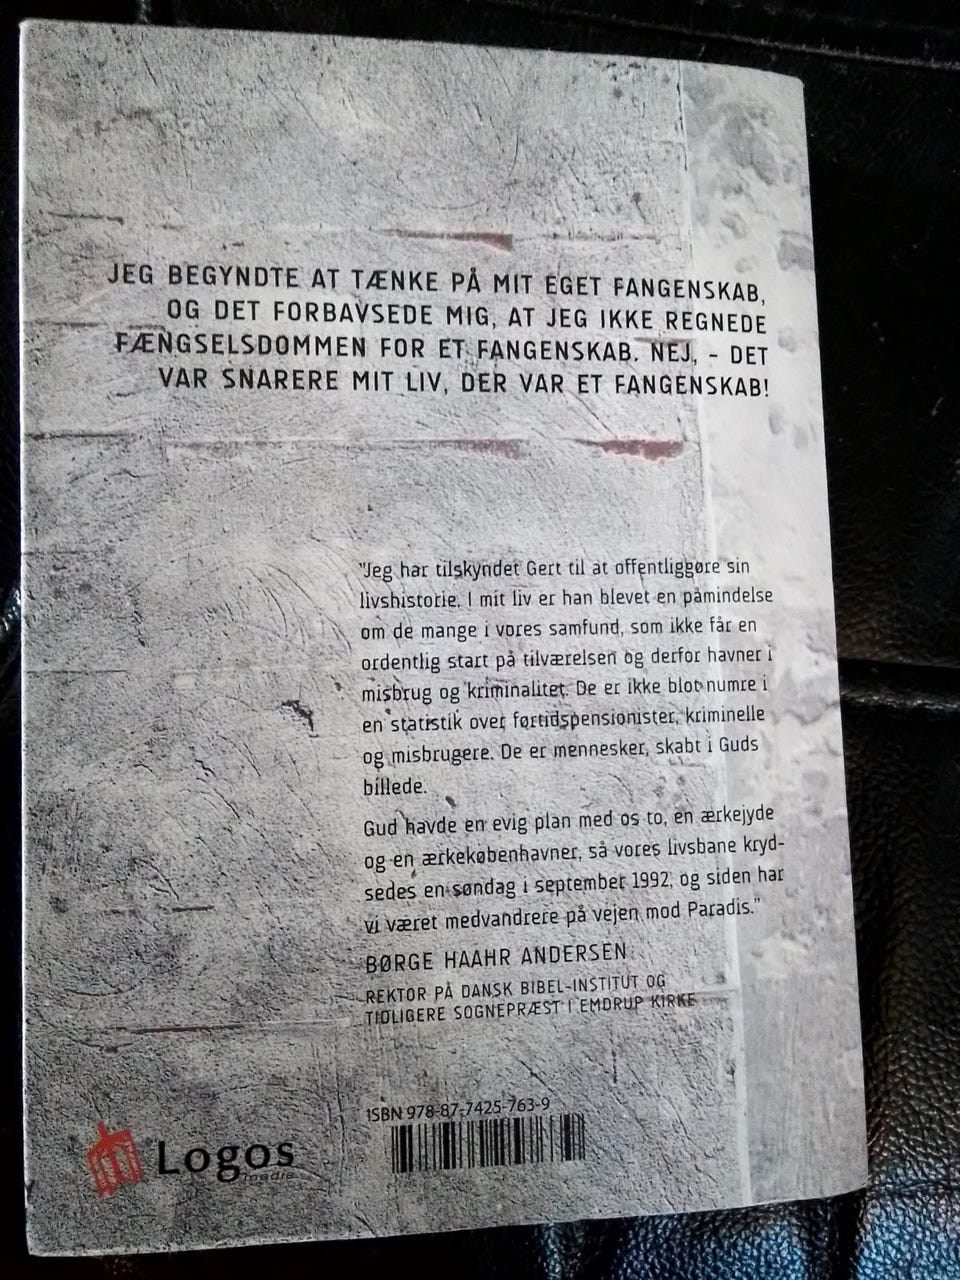 JEG BEGYNDTE AT TÆNKE PÅ MIT EGET FANGENSKAB,
OG DET FORBAVSEDE MIG, AT JEG IKKE REGNEDE
FÆNGSELSDOMMEN FOR ET FANGENSKAB. NEJ, - DET
VAR SNARERE MIT LIV, DER VAR ET FANGENSKAB!
"Jeg har tilskyndet Gert til at offentliggøre sin
livshistorie. I mit liv er han blevet en påmindelse
om de mange i vores samfund, som ikke får en
ordentlig start på tilværelsen og derfor havner i
misbrug og kriminalitet. De er ikke blot numre i
en statistik over førtidspensionister, kriminelle
og misbrugere. De er mennesker, skabt i Guds
billede.
Gud havde en evig plan med os to, en ærkejyde
og en ærkekøbenhavner, så vores livsbane kryd-
sedes en søndag i september 1992, og siden har
vi været medvandrere på vejen mod Paradis."
BØRGE HAAHR ANDERSEN
REKTOR PÅ DANSK BIBEL-INSTITUT OG
TIDLIGERE SOGNEPRÆST I EMDRUP KIRKE
ISBN 978-87-7425-763-9
Logos
media